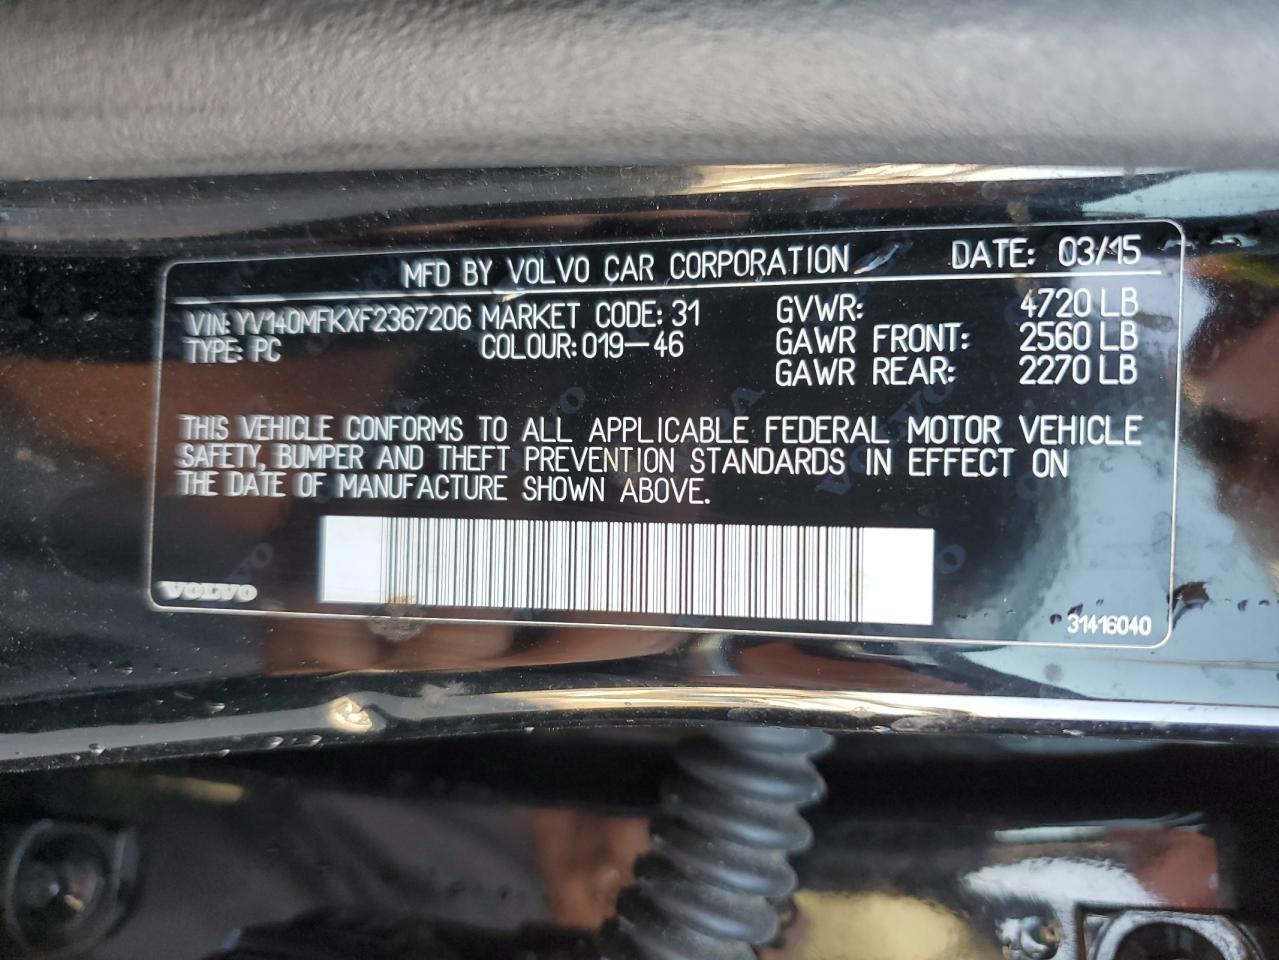 MFD BY VOLVO CAR CORPORATION DATE: 03/15
VIN: YV140MFKXF2367206 MARKET CODE: 31 GVWR: 4720 LB
TYPE: PC COLOUR: 019-46 GAWR FRONT: 2560 LB
GAWR REAR: 2270 LB
THIS VEHICLE CONFORMS TO ALL APPLICABLE FEDERAL MOTOR VEHICLE
SAFETY, BUMPER AND THEFT PREVENTION STANDARDS IN EFFECT ON
THE DATE OF MANUFACTURE SHOWN ABOVE.
VOLVO
31416040